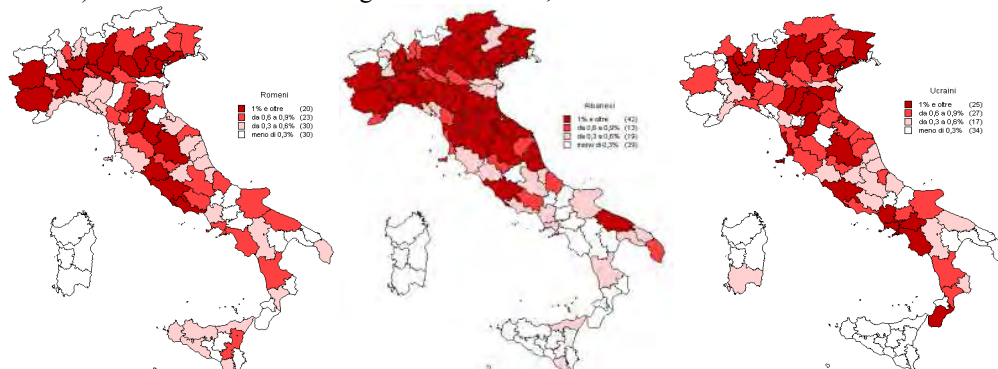 Romeni
1% e oltre (20)
da 0,6 a 0,9% (23)
da 0,3 a 0,6% (30)
meno di 0,3% (30)
Albanesi
1% e oltre (42)
da 0,6 a 0,9% (13)
da 0,3 a 0,6% (19)
meno di 0,3% (29)
Ucraini
1% e oltre (25)
da 0,6 a 0,9% (27)
da 0,3 a 0,6% (17)
meno di 0,3% (34)